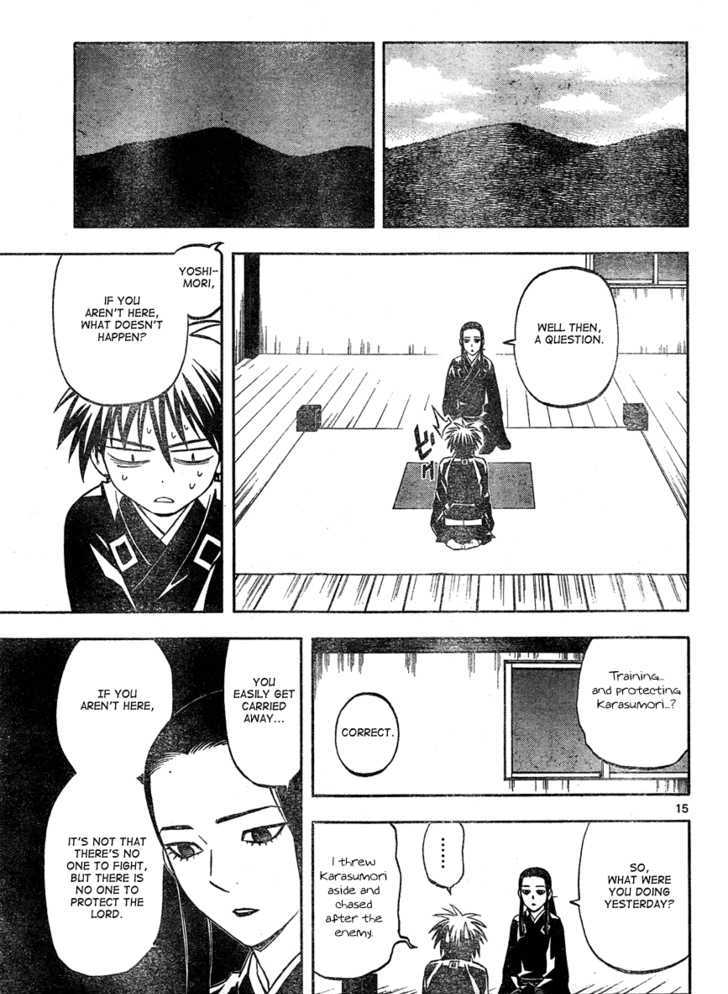 WELL THEN,
A QUESTION.
ビ
クッ
YOSHI-
MORI,
IF YOU
AREN'T HERE,
WHAT DOESN'T
HAPPEN?
Training..
and protecting
Karasumori..?
CORRECT.
15
SO,
WHAT WERE
YOU DOING
YESTERDAY?
......
I threw
Karasumori
aside and
chased
after the
enemy.
YOU
EASILY GET
CARRIED
AWAY...
IF YOU
AREN'T HERE,
IT'S NOT THAT
THERE'S NO
ONE TO FIGHT,
BUT THERE IS
NO ONE TO
PROTECT THE
LORD.